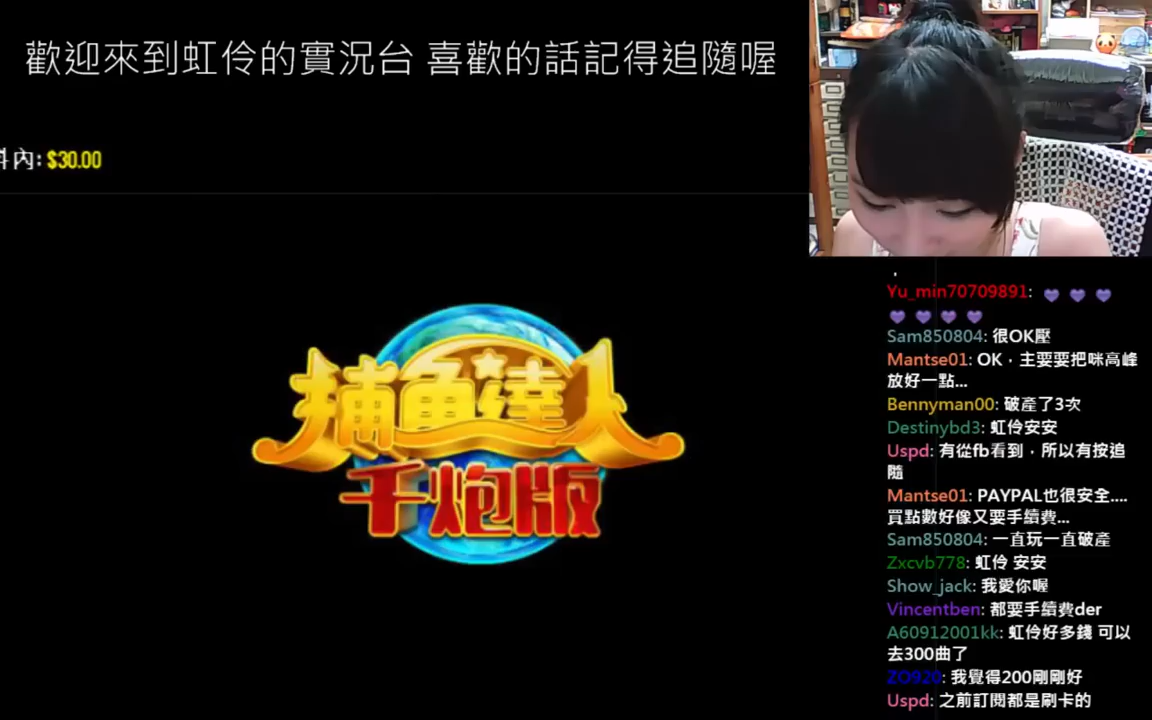 歡迎來到虹伶的實況台 喜歡的話記得追隨喔
內: $30.00
捕魚達人
千炮版
Yu_min70709891:
Sam850804: 很OK壓
Mantse01: OK，主要要把咪高峰
放好一點...
Bennyman00: 破產了3次
Destinybd3: 虹伶安安
Uspd: 有從fb看到，所以有按追
隨
Mantse01: PAYPAL也很安全....
買點數好像又要手續費...
Sam850804: 一直玩一直破產
Zxcvb778: 虹伶 安安
Show_jack: 我愛你喔
Vincentben: 都要手續費der
A60912001kk: 虹伶好多錢 可以
去300曲了
ZO920: 我覺得200剛剛好
Uspd: 之前訂閱都是刷卡的